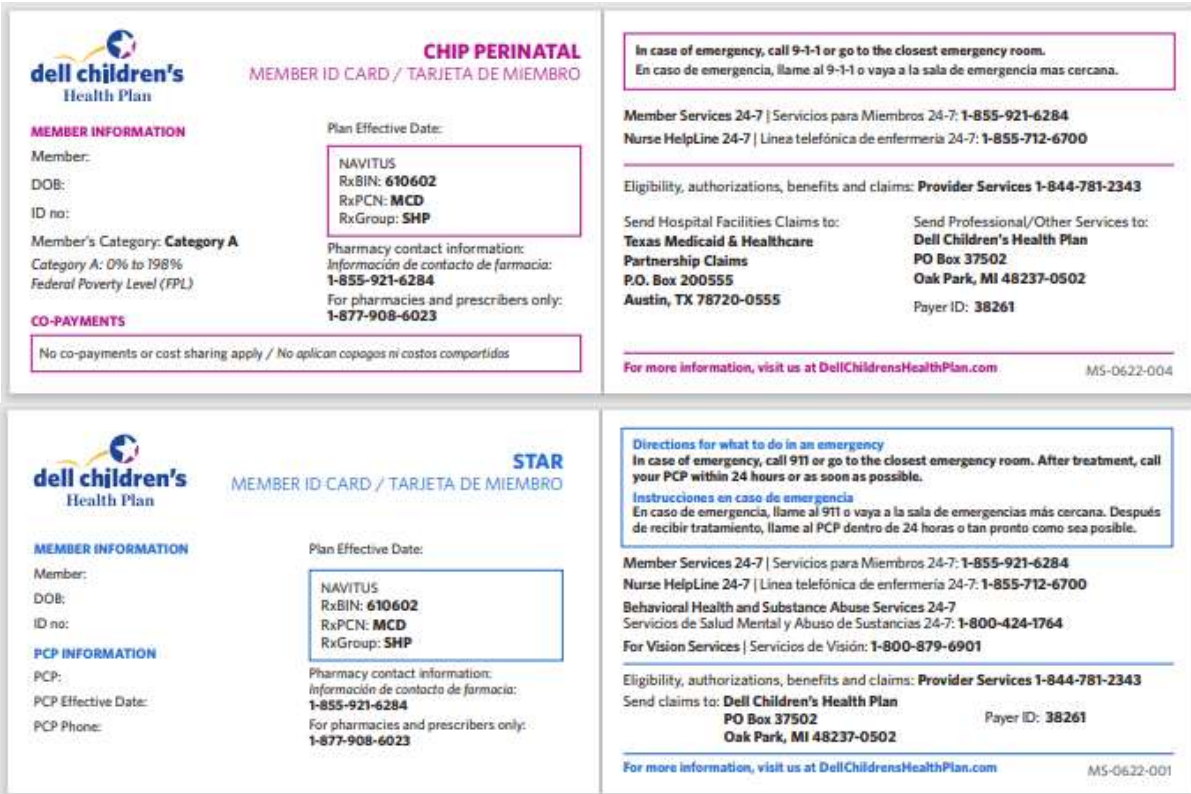 dell children's
Health Plan
CHIP PERINATAL
MEMBER ID CARD / TARJETA DE MIEMBRO
MEMBER INFORMATION
Member:
DOB:
ID no:
Member's Category: Category A
Category A: 0% to 198%
Federal Poverty Level (FPL)
Plan Effective Date:
NAVITUS
RxBIN: 610602
RxPCN: MCD
RxGroup: SHP
Pharmacy contact information:
Información de contacto de farmacia:
1-855-921-6284
For pharmacies and prescribers only:
1-877-908-6023
CO-PAYMENTS
No co-payments or cost sharing apply / No aplican copagos ni costos compartidos
In case of emergency, call 9-1-1 or go to the closest emergency room.
En caso de emergencia, llame al 9-1-1 o vaya a la sala de emergencia mas cercana.
Member Services 24-7 | Servicios para Miembros 24-7: 1-855-921-6284
Nurse HelpLine 24-7 | Línea telefónica de enfermería 24-7: 1-855-712-6700
Eligibility, authorizations, benefits and claims: Provider Services 1-844-781-2343
Send Hospital Facilities Claims to:
Texas Medicaid & Healthcare
Partnership Claims
P.O. Box 200555
Austin, TX 78720-0555
Send Professional/Other Services to:
Dell Children's Health Plan
PO Box 37502
Oak Park, MI 48237-0502
Payer ID: 38261
For more information, visit us at DellChildrensHealthPlan.com
MS-0622-004
dell children's
Health Plan
STAR
MEMBER ID CARD / TARJETA DE MIEMBRO
MEMBER INFORMATION
Member:
DOB:
ID no:
PCP INFORMATION
PCP:
PCP Effective Date:
PCP Phone:
Plan Effective Date:
NAVITUS
RxBIN: 610602
RxPCN: MCD
RxGroup: SHP
Pharmacy contact information:
Información de contacto de farmacia:
1-855-921-6284
For pharmacies and prescribers only:
1-877-908-6023
Directions for what to do in an emergency
In case of emergency, call 911 or go to the closest emergency room. After treatment, call
your PCP within 24 hours or as soon as possible.
Instrucciones en caso de emergencia
En caso de emergencia, llame al 911 o vaya a la sala de emergencias más cercana. Después
de recibir tratamiento, llame al PCP dentro de 24 horas o tan pronto como sea posible.
Member Services 24-7 | Servicios para Miembros 24-7: 1-855-921-6284
Nurse HelpLine 24-7 | Línea telefónica de enfermería 24-7: 1-855-712-6700
Behavioral Health and Substance Abuse Services 24-7
Servicios de Salud Mental y Abuso de Sustancias 24-7: 1-800-424-1764
For Vision Services | Servicios de Visión: 1-800-879-6901
Eligibility, authorizations, benefits and claims: Provider Services 1-844-781-2343
Send claims to: Dell Children's Health Plan
PO Box 37502
Oak Park, MI 48237-0502
Payer ID: 38261
For more information, visit us at DellChildrensHealthPlan.com
MS-0622-001